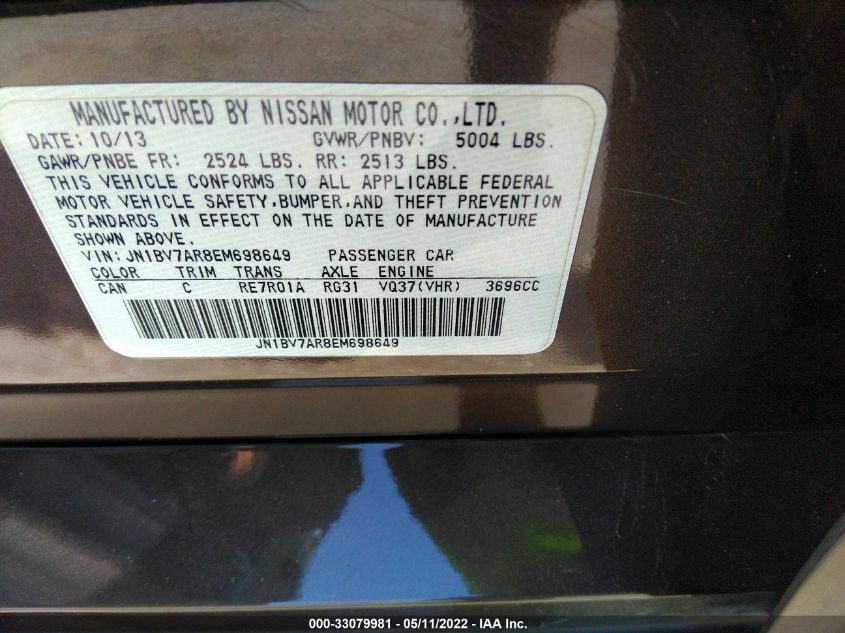 MANUFACTURED BY NISSAN MOTOR CO.,LTD.
DATE: 10/13 GVWR/PNBV: 5004 LBS.
GAWR/PNBE FR: 2524 LBS. RR: 2513 LBS.
THIS VEHICLE CONFORMS TO ALL APPLICABLE FEDERAL
MOTOR VEHICLE SAFETY,BUMPER,AND THEFT PREVENTION
STANDARDS IN EFFECT ON THE DATE OF MANUFACTURE
SHOWN ABOVE.
VIN: JN1BV7AR8EM698649 PASSENGER CAR
COLOR TRIM TRANS AXLE ENGINE
CAN C RE7R01A RG31 VQ37(VHR) 3696CC
JN1BV7AR8EM698649
000-33079981 - 05/11/2022 - IAA Inc.